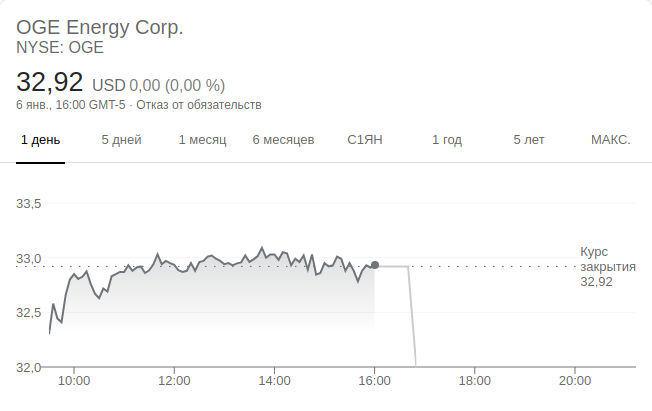 OGE Energy Corp.
NYSE: OGE
32,92 USD 0,00 (0,00 %)
6 янв., 16:00 GMT-5 · Отказ от обязательств
1 день 5 дней 1 месяц 6 месяцев С1ЯН 1 год 5 лет МАКС.
33,5
33,0
32,5
32,0
Курс
закрытия
32,92
10:00 12:00 14:00 16:00 18:00 20:00